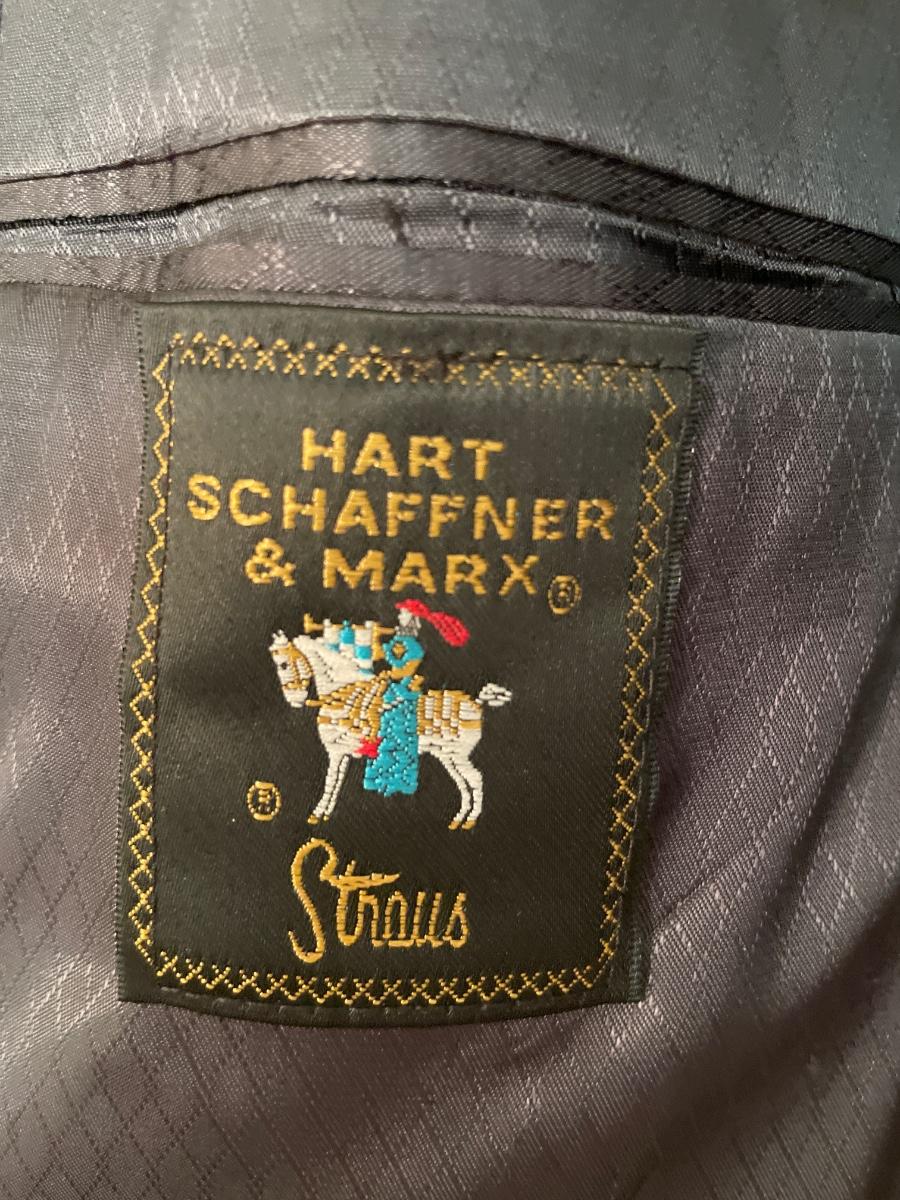 HART
SCHAFFNER
& MARX®
®
Straus